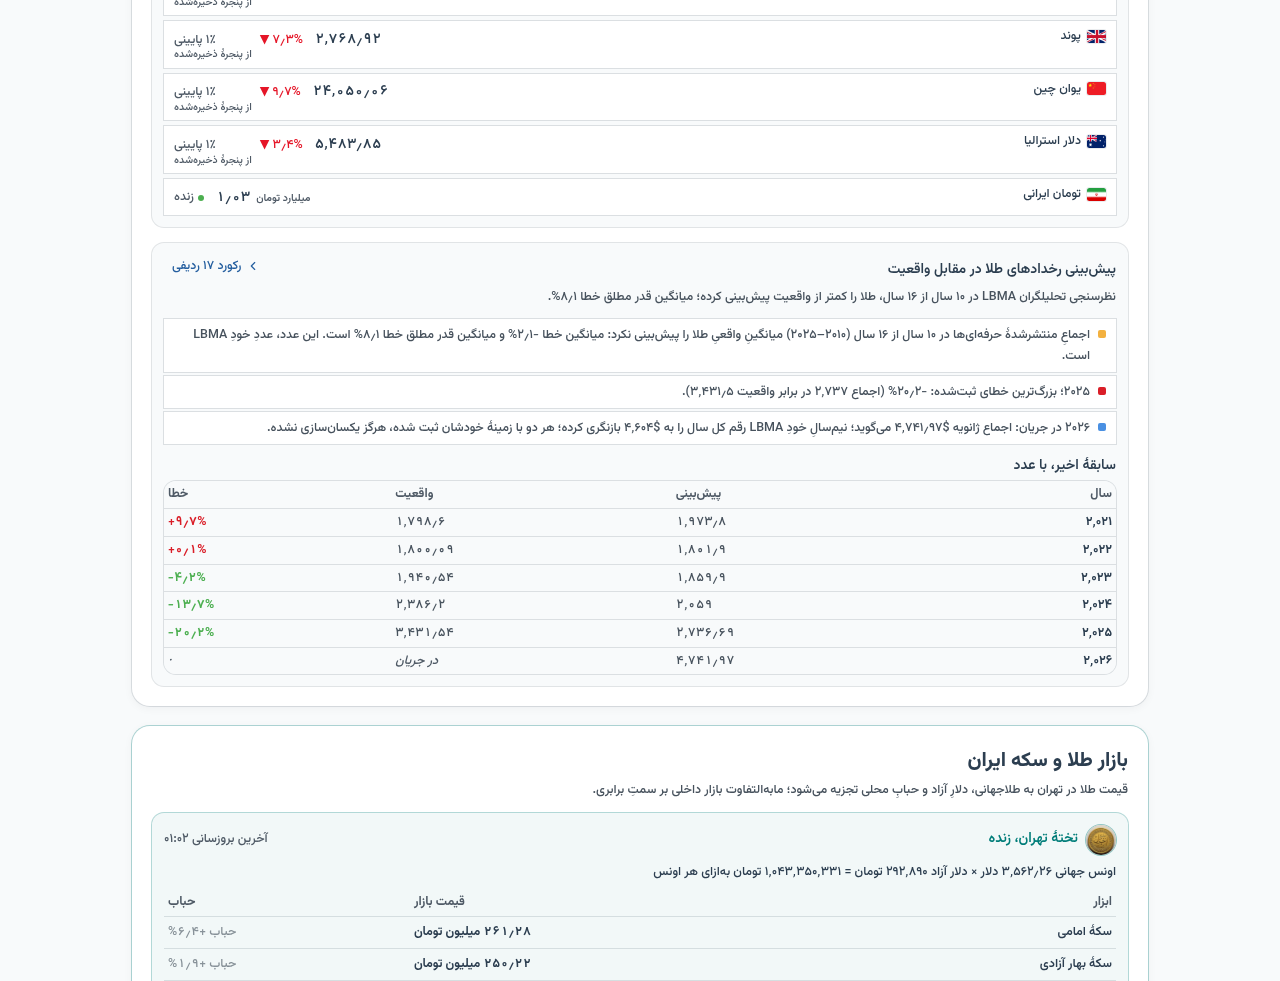 از پنجرهٔ ذخیره‌شده
پوند ۲,۷۶۸٫۹۲ ▼ ۷٫۳% ۱٪ پایینی
از پنجرهٔ ذخیره‌شده
یوان چین ۲۴,۰۵۰٫۰۶ ▼ ۹٫۷% ۱٪ پایینی
از پنجرهٔ ذخیره‌شده
دلار استرالیا ۵,۴۸۳٫۸۵ ▼ ۳٫۴% ۱٪ پایینی
از پنجرهٔ ذخیره‌شده
تومان ایرانی میلیارد تومان ۱٫۰۳ زنده
پیش‌بینی رخدادهای طلا در مقابل واقعیت رکورد ۱۷ ردیفی
نظرسنجی تحلیلگران LBMA در ۱۰ سال از ۱۶ سال، طلا را کمتر از واقعیت پیش‌بینی کرده؛ میانگین قدر مطلق خطا ۸٫۱%.
اجماعِ منتشرشدهٔ حرفه‌ای‌ها در ۱۰ سال از ۱۶ سال (۲۰۱۰–۲۰۲۵) میانگینِ واقعیِ طلا را پیش‌بینی نکرد: میانگین خطا -۲٫۱% و میانگین قدر مطلق خطا ۸٫۱% است. این عدد، عددِ خودِ LBMA
است.
۲۰۲۵؛ بزرگ‌ترین خطای ثبت‌شده: -۲۰٫۲% (اجماع ۲,۷۳۷ در برابر واقعیت ۳,۴۳۱٫۵).
۲۰۲۶ در جریان: اجماع ژانویه $۴,۷۴۱٫۹۷ می‌گوید؛ نیم‌سالِ خودِ LBMA رقم کل سال را به $۴,۶۰۴ بازنگری کرده؛ هر دو با زمینهٔ خودشان ثبت شده، هرگز یکسان‌سازی نشده.
سابقهٔ اخیر، با عدد
سال پیش‌بینی واقعیت خطا
۲,۰۲۱ ۱,۹۷۳٫۸ ۱,۷۹۸٫۶ +۹٫۷%
۲,۰۲۲ ۱,۸۰۱٫۹ ۱,۸۰۰٫۰۹ +۰٫۱%
۲,۰۲۳ ۱,۸۵۹٫۹ ۱,۹۴۰٫۵۴ -۴٫۲%
۲,۰۲۴ ۲,۰۵۹ ۲,۳۸۶٫۲ -۱۳٫۷%
۲,۰۲۵ ۲,۷۳۶٫۶۹ ۳,۴۳۱٫۵۴ -۲۰٫۲%
۲,۰۲۶ ۴,۷۴۱٫۹۷ در جریان ·
بازار طلا و سکه ایران
قیمت طلا در تهران به طلاجهانی، دلارِ آزاد و حبابِ محلی تجزیه می‌شود؛ مابه‌التفاوت بازار داخلی بر سمتِ برابری.
تختهٔ تهران، زنده آخرین بروزسانی ۰۱:۰۲
اونس جهانی ۳,۵۶۲٫۲۶ دلار × دلار آزاد ۲۹۲,۸۹۰ تومان = ۱,۰۴۳,۳۵۰,۳۳۱ تومان به‌ازای هر اونس
ابزار قیمت بازار حباب
سکهٔ امامی ۲۶۱٫۲۸ میلیون تومان حباب +۶٫۴%
سکهٔ بهار آزادی ۲۵۰٫۲۲ میلیون تومان حباب +۱٫۹%